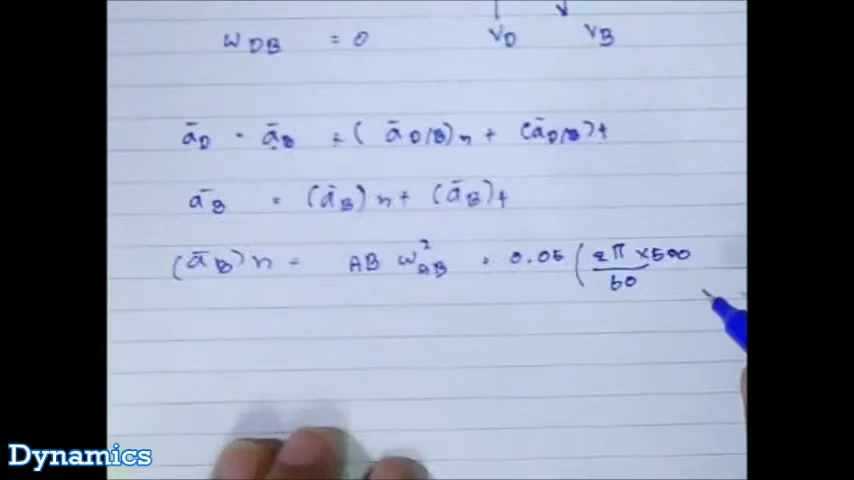 ω DB = 0 VD VB
āD - āB = (āD/B)n + (āD/B)t
āB = (āB)n + (āB)t
(āB)n = AB ω²AB = 0.05 (2π × 500
60
Dynamics